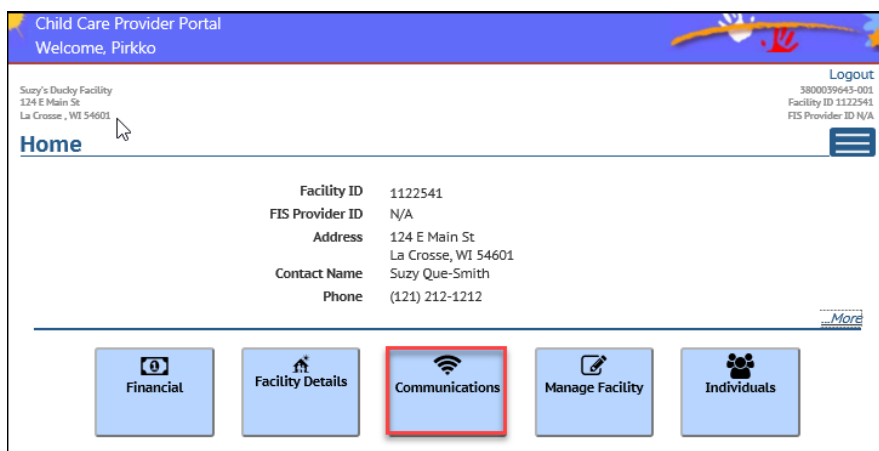 Child Care Provider Portal
Welcome, Pirkko
Logout
Suzy's Ducky Facility
124 E Main St
La Crosse , WI 54601
3800039643-001
Facility ID 1122541
FIS Provider ID N/A
Home
Facility ID 1122541
FIS Provider ID N/A
Address 124 E Main St
La Crosse, WI 54601
Contact Name Suzy Que-Smith
Phone (121) 212-1212
...More
Financial
Facility Details
Communications
Manage Facility
Individuals